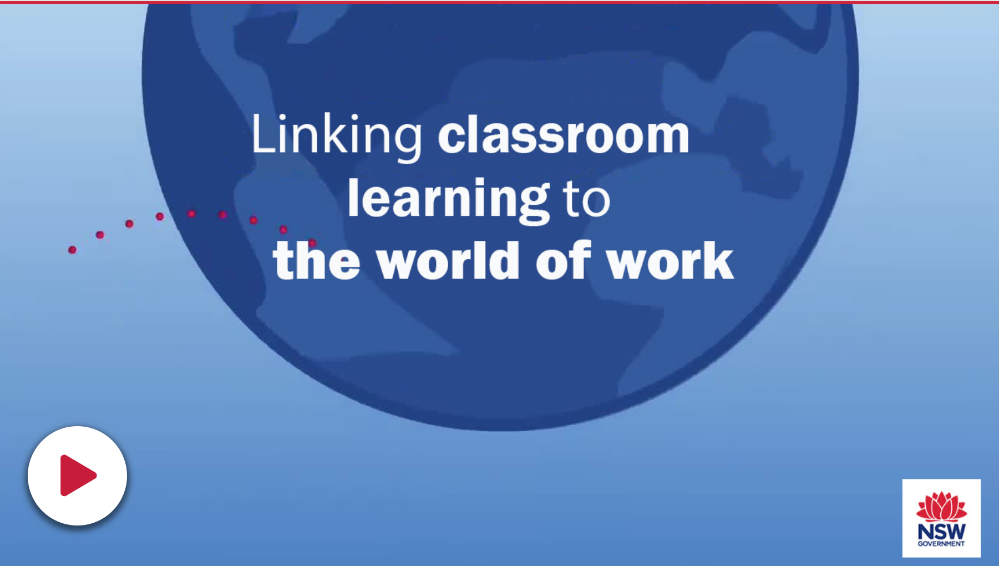 Linking classroom
learning to
the world of work
NSW
GOVERNMENT